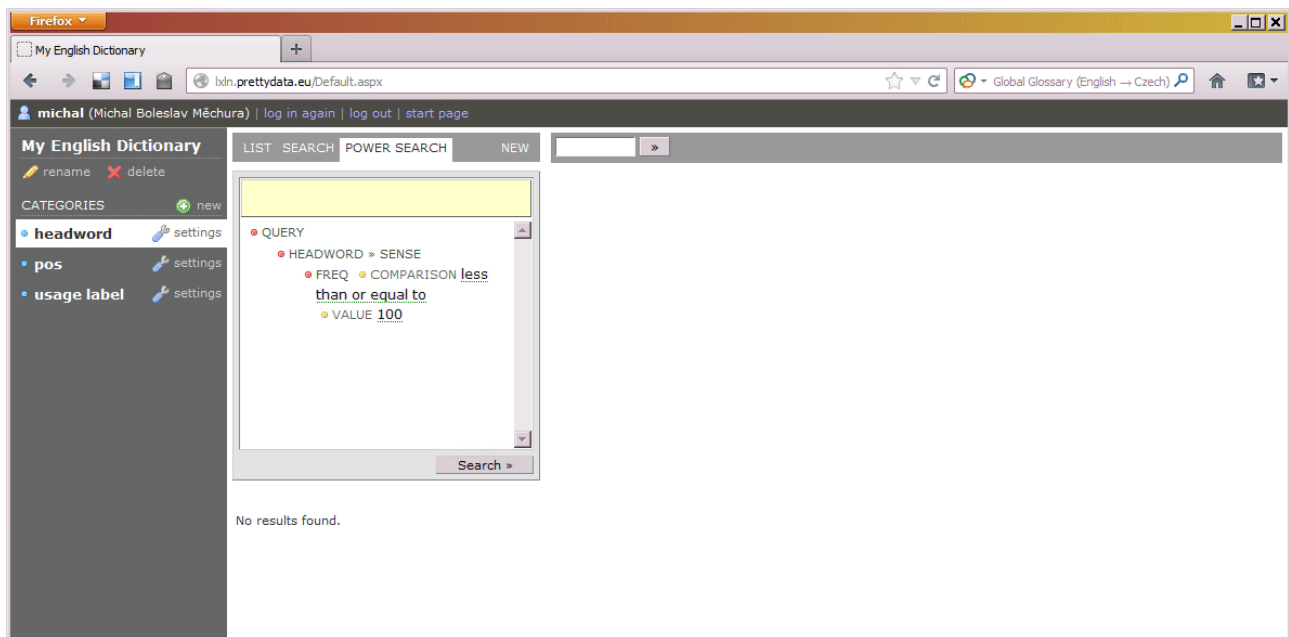 Firefox
My English Dictionary
+
lxln.prettydata.eu/Default.aspx
Global Glossary (English → Czech)
michal (Michal Boleslav Měchura) | log in again | log out | start page
My English Dictionary
rename delete
CATEGORIES new
headword settings
pos settings
usage label settings
LIST SEARCH POWER SEARCH NEW
»
QUERY
HEADWORD » SENSE
FREQ COMPARISON less
than or equal to
VALUE 100
Search »
No results found.